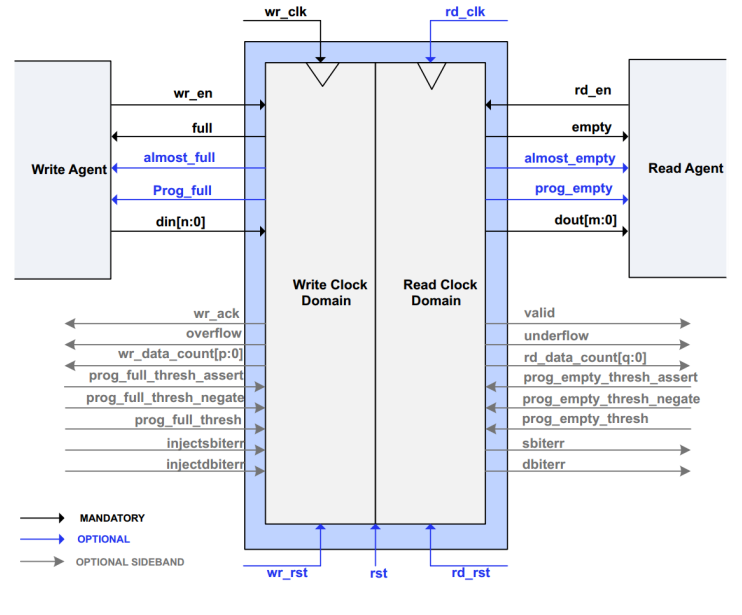 wr_clk
rd_clk
wr_en
rd_en
full
empty
almost_full
almost_empty
Write Agent
Read Agent
Prog_full
prog_empty
din[n:0]
dout[m:0]
Write Clock
Domain
Read Clock
Domain
wr_ack
valid
overflow
underflow
wr_data_count[p:0]
rd_data_count[q:0]
prog_full_thresh_assert
prog_empty_thresh_assert
prog_full_thresh_negate
prog_empty_thresh_negate
prog_full_thresh
prog_empty_thresh
injectsbiterr
sbiterr
injectdbiterr
dbiterr
MANDATORY
OPTIONAL
OPTIONAL SIDEBAND
wr_rst
rst
rd_rst